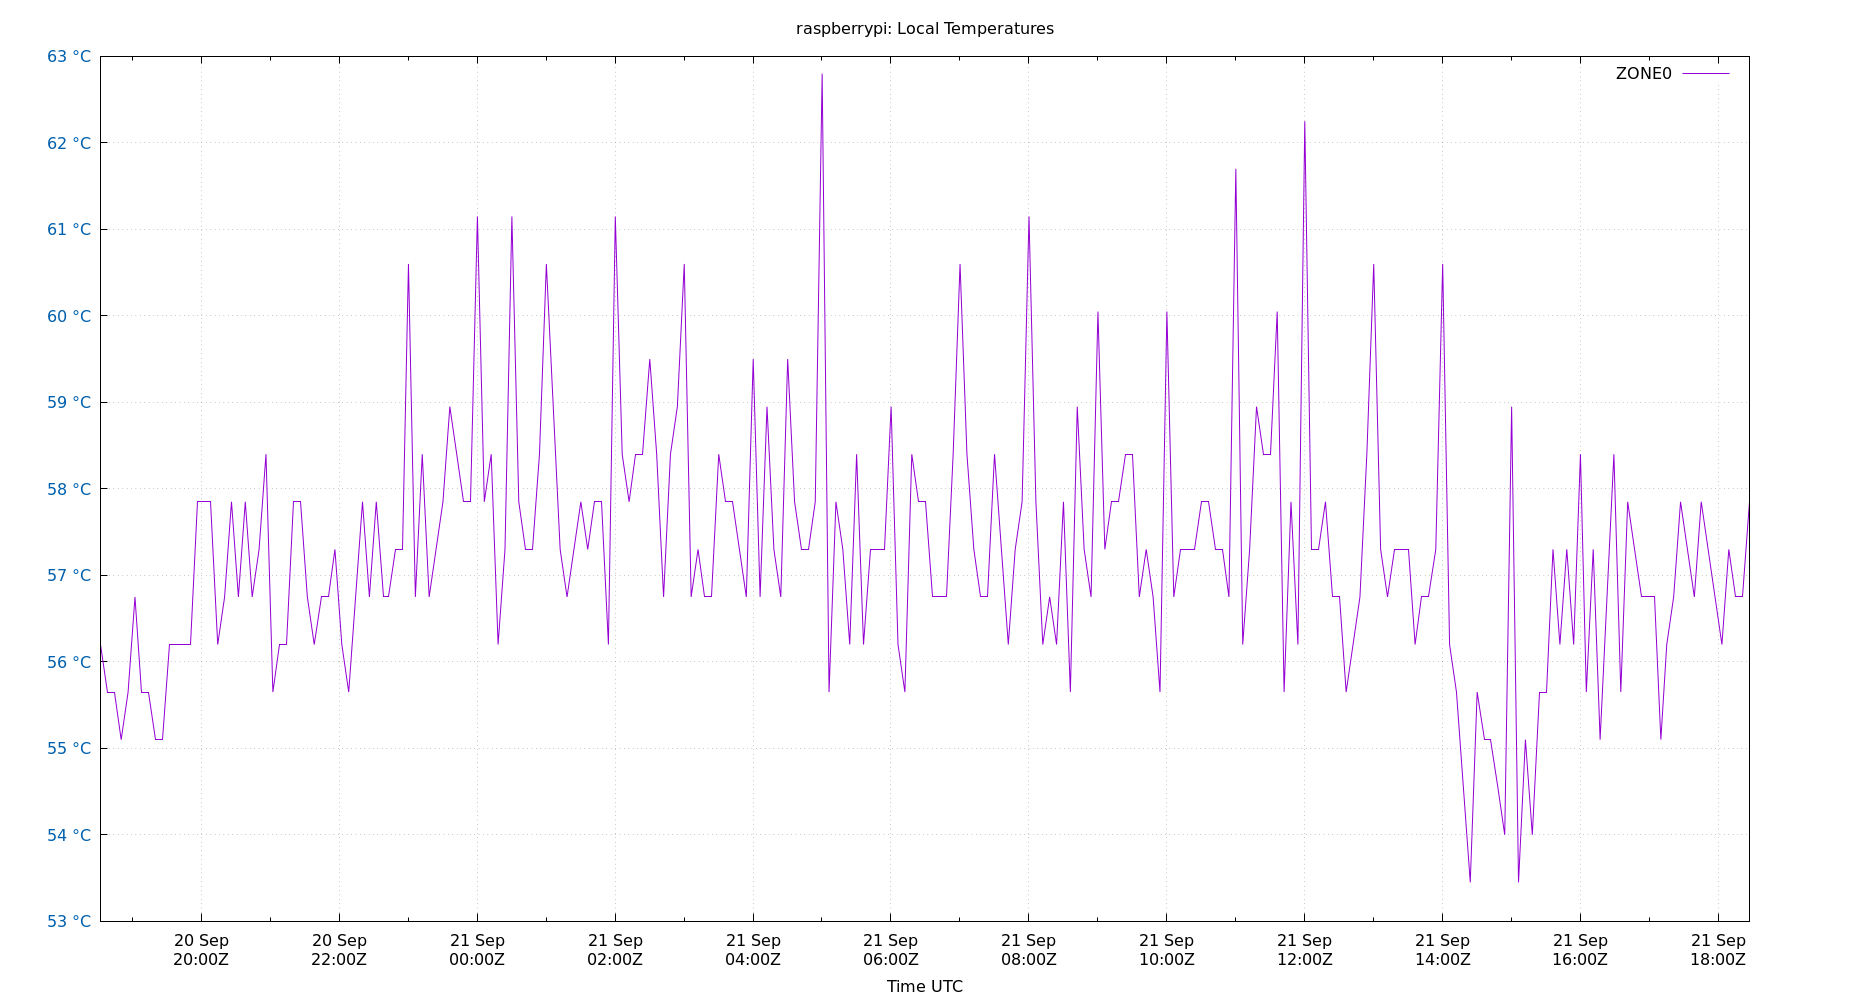 raspberrypi: Local Temperatures
ZONE0
63 °C
62 °C
61 °C
60 °C
59 °C
58 °C
57 °C
56 °C
55 °C
54 °C
53 °C
20 Sep 20 Sep 21 Sep 21 Sep 21 Sep 21 Sep 21 Sep 21 Sep 21 Sep 21 Sep 21 Sep 21 Sep
20:00Z 22:00Z 00:00Z 02:00Z 04:00Z 06:00Z 08:00Z 10:00Z 12:00Z 14:00Z 16:00Z 18:00Z
Time UTC